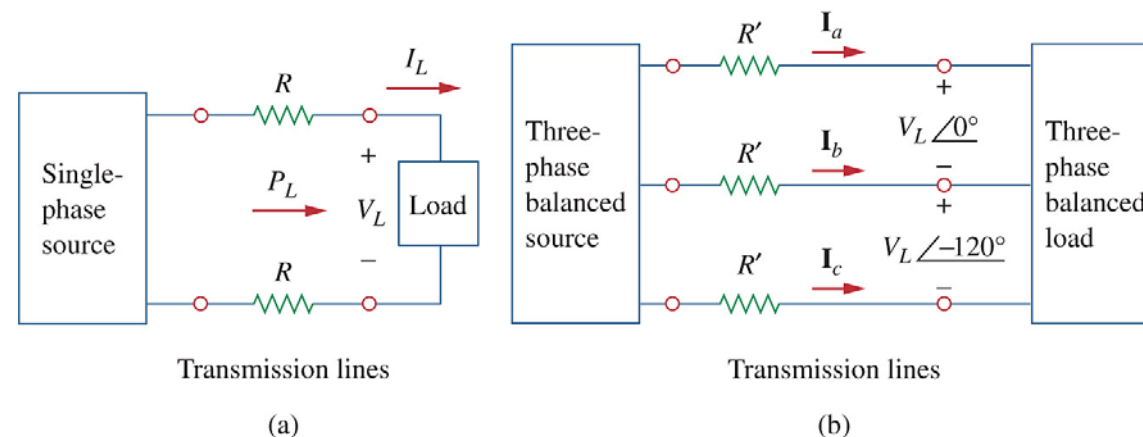 Single-
phase
source
R
I_L
P_L
+
V_L
−
Load
R
Transmission lines
(a)
Three-
phase
balanced
source
R′
I_a
+
V_L ∠0°
−
R′
I_b
+
V_L ∠−120°
−
R′
I_c
Three-
phase
balanced
load
Transmission lines
(b)